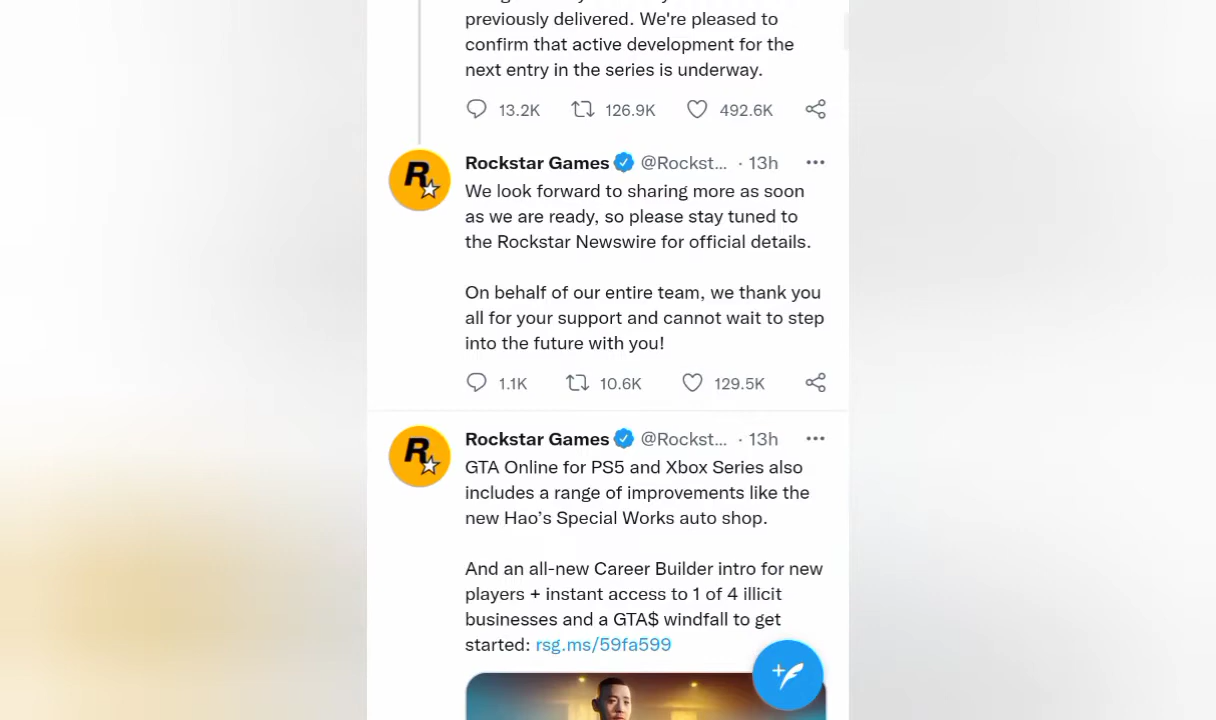 previously delivered. We're pleased to
confirm that active development for the
next entry in the series is underway.
13.2K 126.9K 492.6K
Rockstar Games @Rockst... · 13h
We look forward to sharing more as soon
as we are ready, so please stay tuned to
the Rockstar Newswire for official details.
On behalf of our entire team, we thank you
all for your support and cannot wait to step
into the future with you!
1.1K 10.6K 129.5K
Rockstar Games @Rockst... · 13h
GTA Online for PS5 and Xbox Series also
includes a range of improvements like the
new Hao’s Special Works auto shop.
And an all-new Career Builder intro for new
players + instant access to 1 of 4 illicit
businesses and a GTA$ windfall to get
started: rsg.ms/59fa599